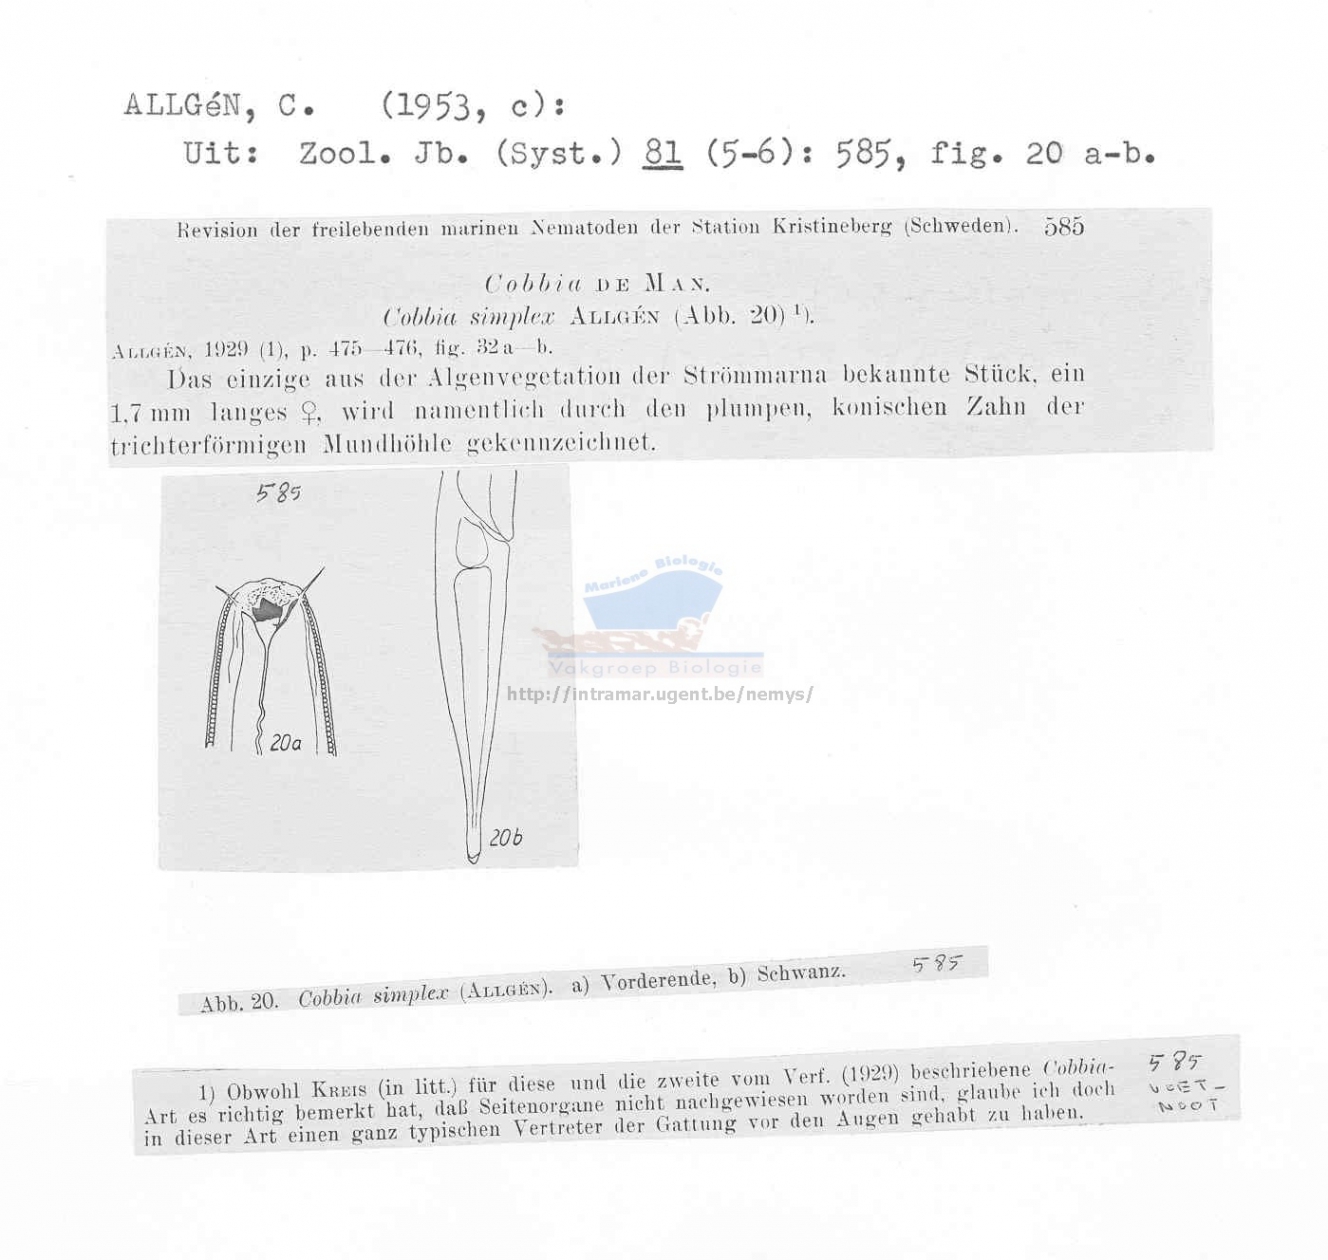 ALLGéN, C. (1953, c):
Uit: Zool. Jb. (Syst.) 81 (5-6): 585, fig. 20 a-b.
Revision der freilebenden marinen Nematoden der Station Kristineberg (Schweden). 585
Cobbia DE MAN.
Cobbia simplex ALLGÉN (Abb. 20) ¹).
ALLGÉN, 1929 (1), p. 475—476, fig. 32 a—b.
Das einzige aus der Algenvegetation der Strömmarna bekannte Stück, ein
1,7 mm langes ♀, wird namentlich durch den plumpen, konischen Zahn der
trichterförmigen Mundhöhle gekennzeichnet.
585
Mariene Biologie
Vakgroep Biologie
http://intramar.ugent.be/nemys/
20a
20b
Abb. 20. Cobbia simplex (ALLGÉN). a) Vorderende, b) Schwanz. 585
1) Obwohl KREIS (in litt.) für diese und die zweite vom Verf. (1929) beschriebene Cobbia- 585
Art es richtig bemerkt hat, daß Seitenorgane nicht nachgewiesen worden sind, glaube ich doch VOET-
in dieser Art einen ganz typischen Vertreter der Gattung vor den Augen gehabt zu haben. NOOT